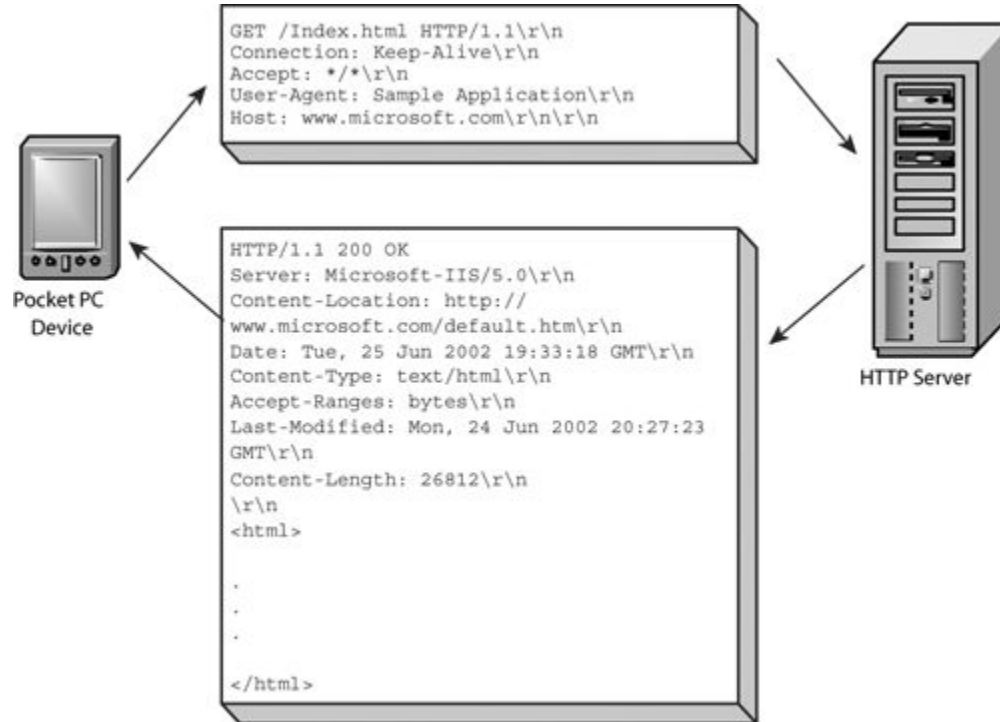 GET /Index.html HTTP/1.1\r\n
Connection: Keep-Alive\r\n
Accept: */*\r\n
User-Agent: Sample Application\r\n
Host: www.microsoft.com\r\n\r\n
HTTP/1.1 200 OK
Server: Microsoft-IIS/5.0\r\n
Content-Location: http://
www.microsoft.com/default.htm\r\n
Date: Tue, 25 Jun 2002 19:33:18 GMT\r\n
Content-Type: text/html\r\n
Accept-Ranges: bytes\r\n
Last-Modified: Mon, 24 Jun 2002 20:27:23
GMT\r\n
Content-Length: 26812\r\n
\r\n
<html>
.
.
.
</html>
Pocket PC
Device
HTTP Server